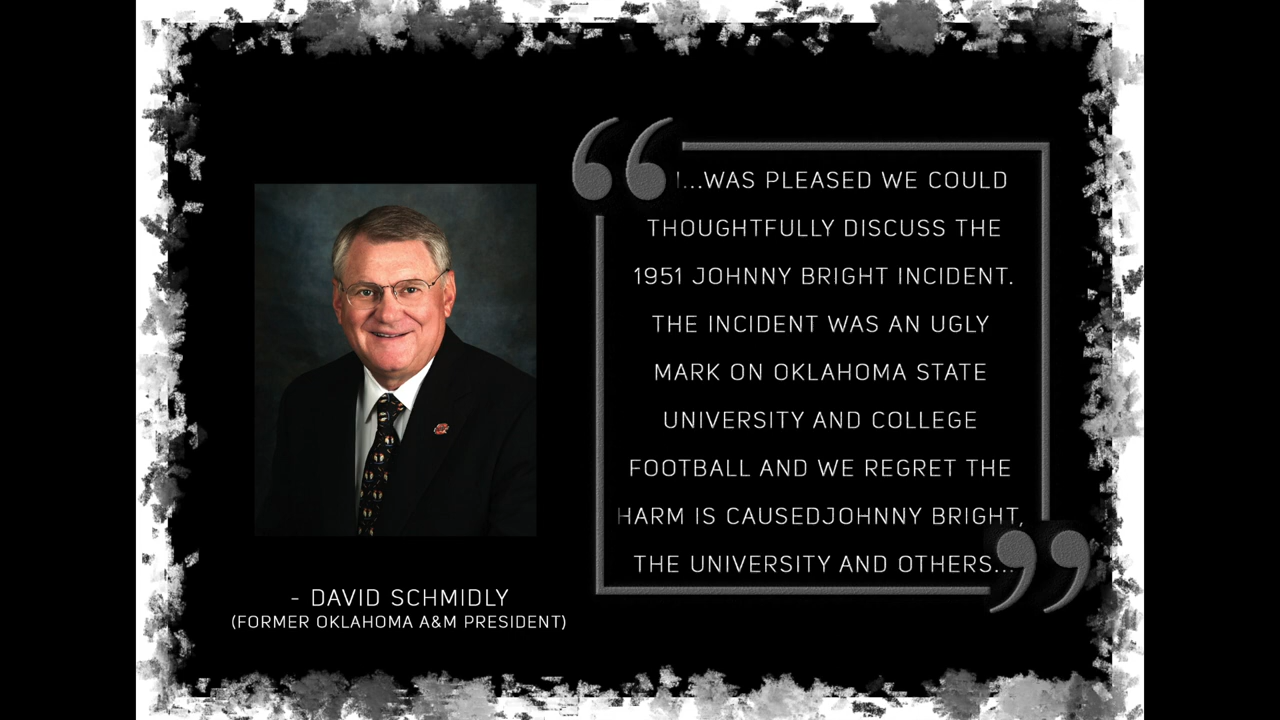 I...WAS PLEASED WE COULD
THOUGHTFULLY DISCUSS THE
1951 JOHNNY BRIGHT INCIDENT.
THE INCIDENT WAS AN UGLY
MARK ON OKLAHOMA STATE
UNIVERSITY AND COLLEGE
FOOTBALL AND WE REGRET THE
HARM IS CAUSEDJOHNNY BRIGHT,
THE UNIVERSITY AND OTHERS...
- DAVID SCHMIDLY
(FORMER OKLAHOMA A&M PRESIDENT)